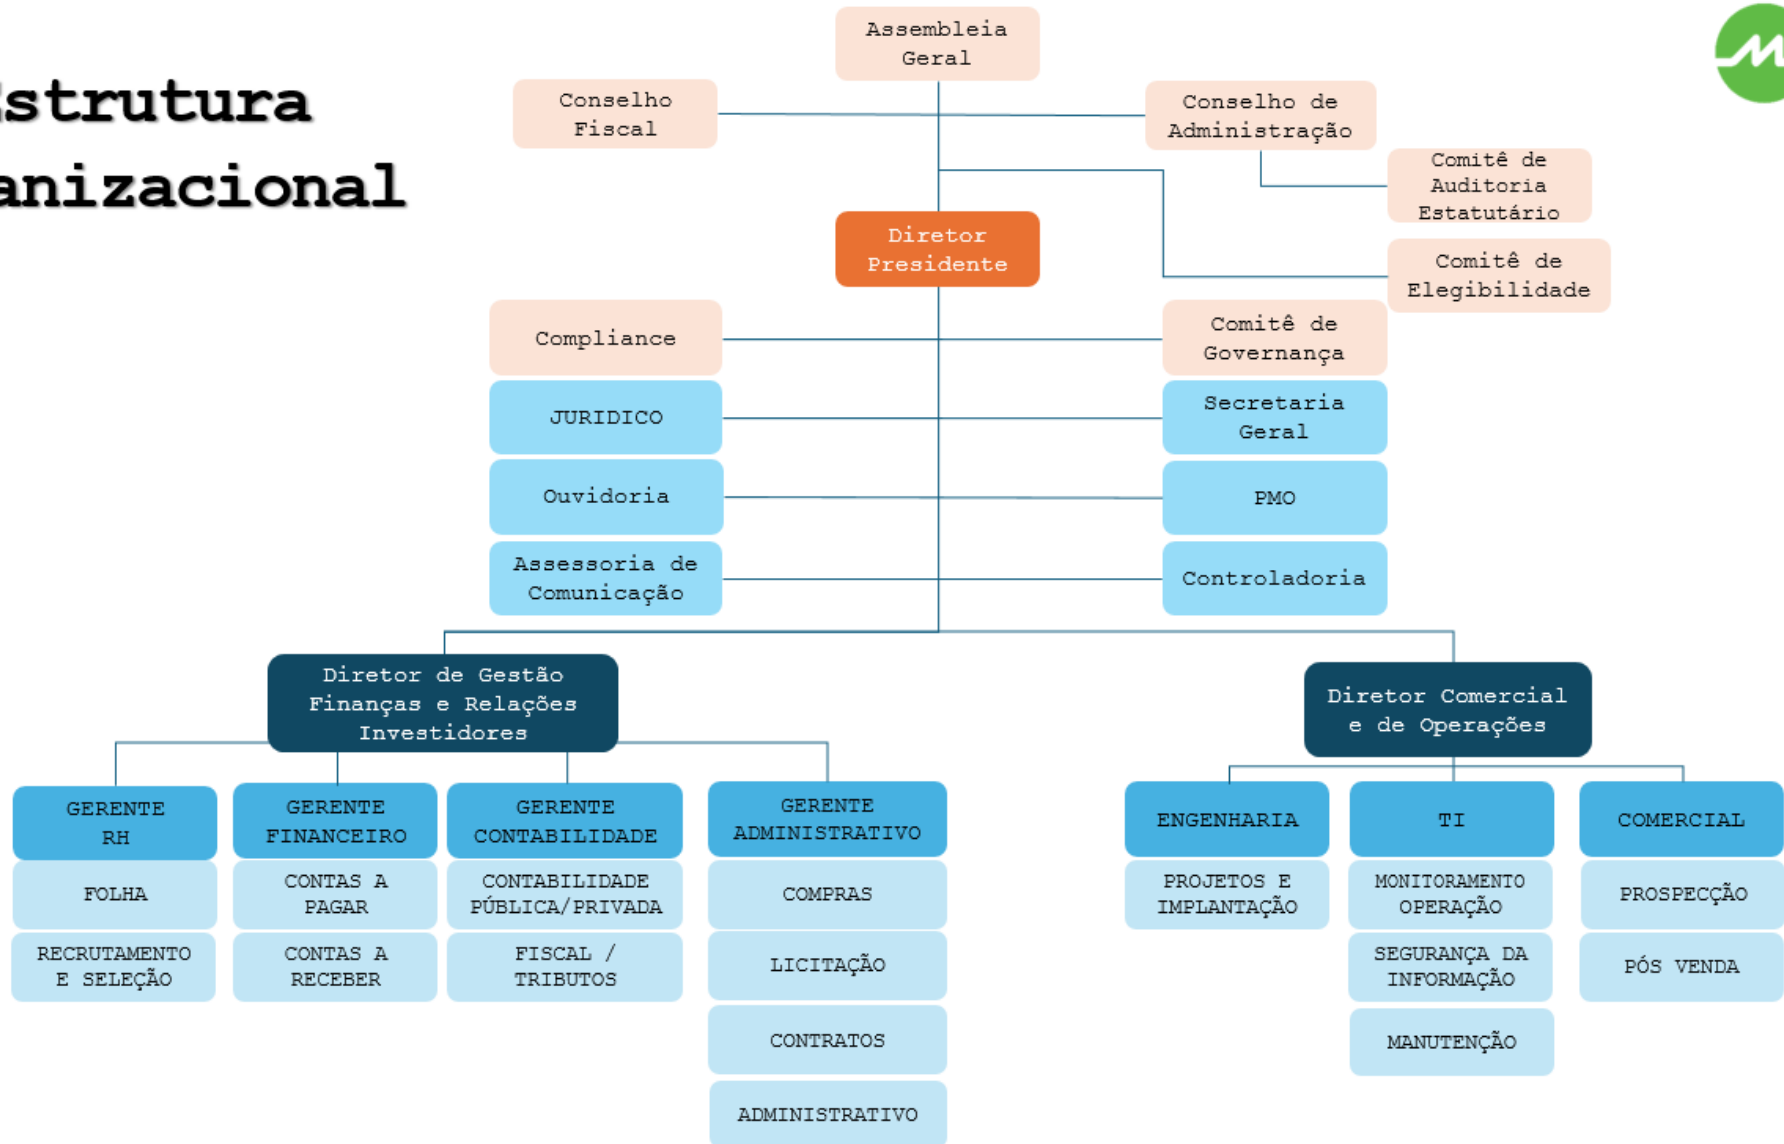 Assembleia
Geral
Estrutura
anizacional
Conselho
Fiscal
Conselho de
Administração
Comitê de
Auditoria
Estatutário
Diretor
Presidente
Comitê de
Elegibilidade
Compliance
Comitê de
Governança
JURIDICO
Secretaria
Geral
Ouvidoria
PMO
Assessoria de
Comunicação
Controladoria
Diretor de Gestão
Finanças e Relações
Investidores
Diretor Comercial
e de Operações
GERENTE
RH
FOLHA
RECRUTAMENTO
E SELEÇÃO
GERENTE
FINANCEIRO
CONTAS A
PAGAR
CONTAS A
RECEBER
GERENTE
CONTABILIDADE
CONTABILIDADE
PÚBLICA/PRIVADA
FISCAL /
TRIBUTOS
GERENTE
ADMINISTRATIVO
COMPRAS
LICITAÇÃO
CONTRATOS
ADMINISTRATIVO
ENGENHARIA
PROJETOS E
IMPLANTAÇÃO
TI
MONITORAMENTO
OPERAÇÃO
SEGURANÇA DA
INFORMAÇÃO
MANUTENÇÃO
COMERCIAL
PROSPECÇÃO
PÓS VENDA